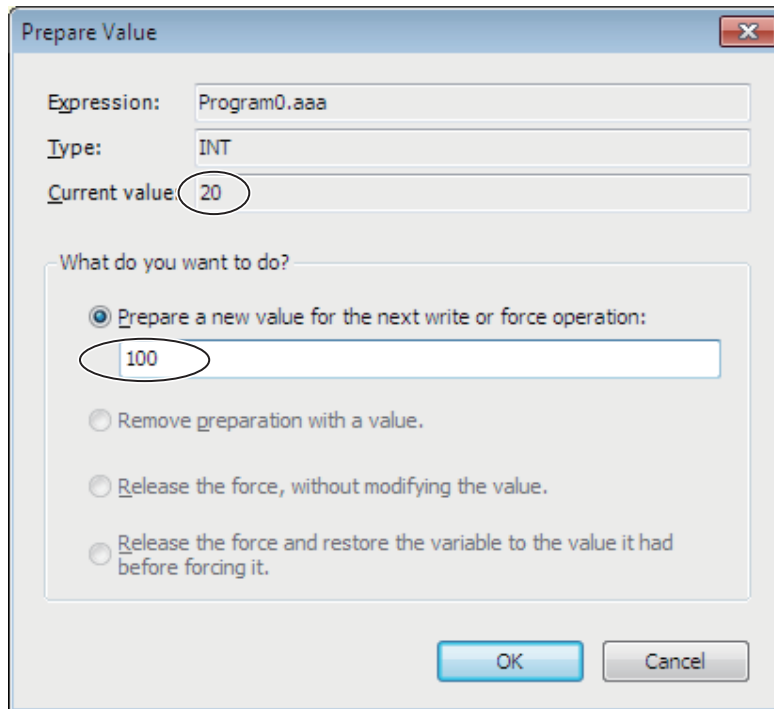 Prepare Value
Expression: Program0.aaa
Type: INT
Current value: 20
What do you want to do?
Prepare a new value for the next write or force operation:
100
Remove preparation with a value.
Release the force, without modifying the value.
Release the force and restore the variable to the value it had
before forcing it.
OK Cancel